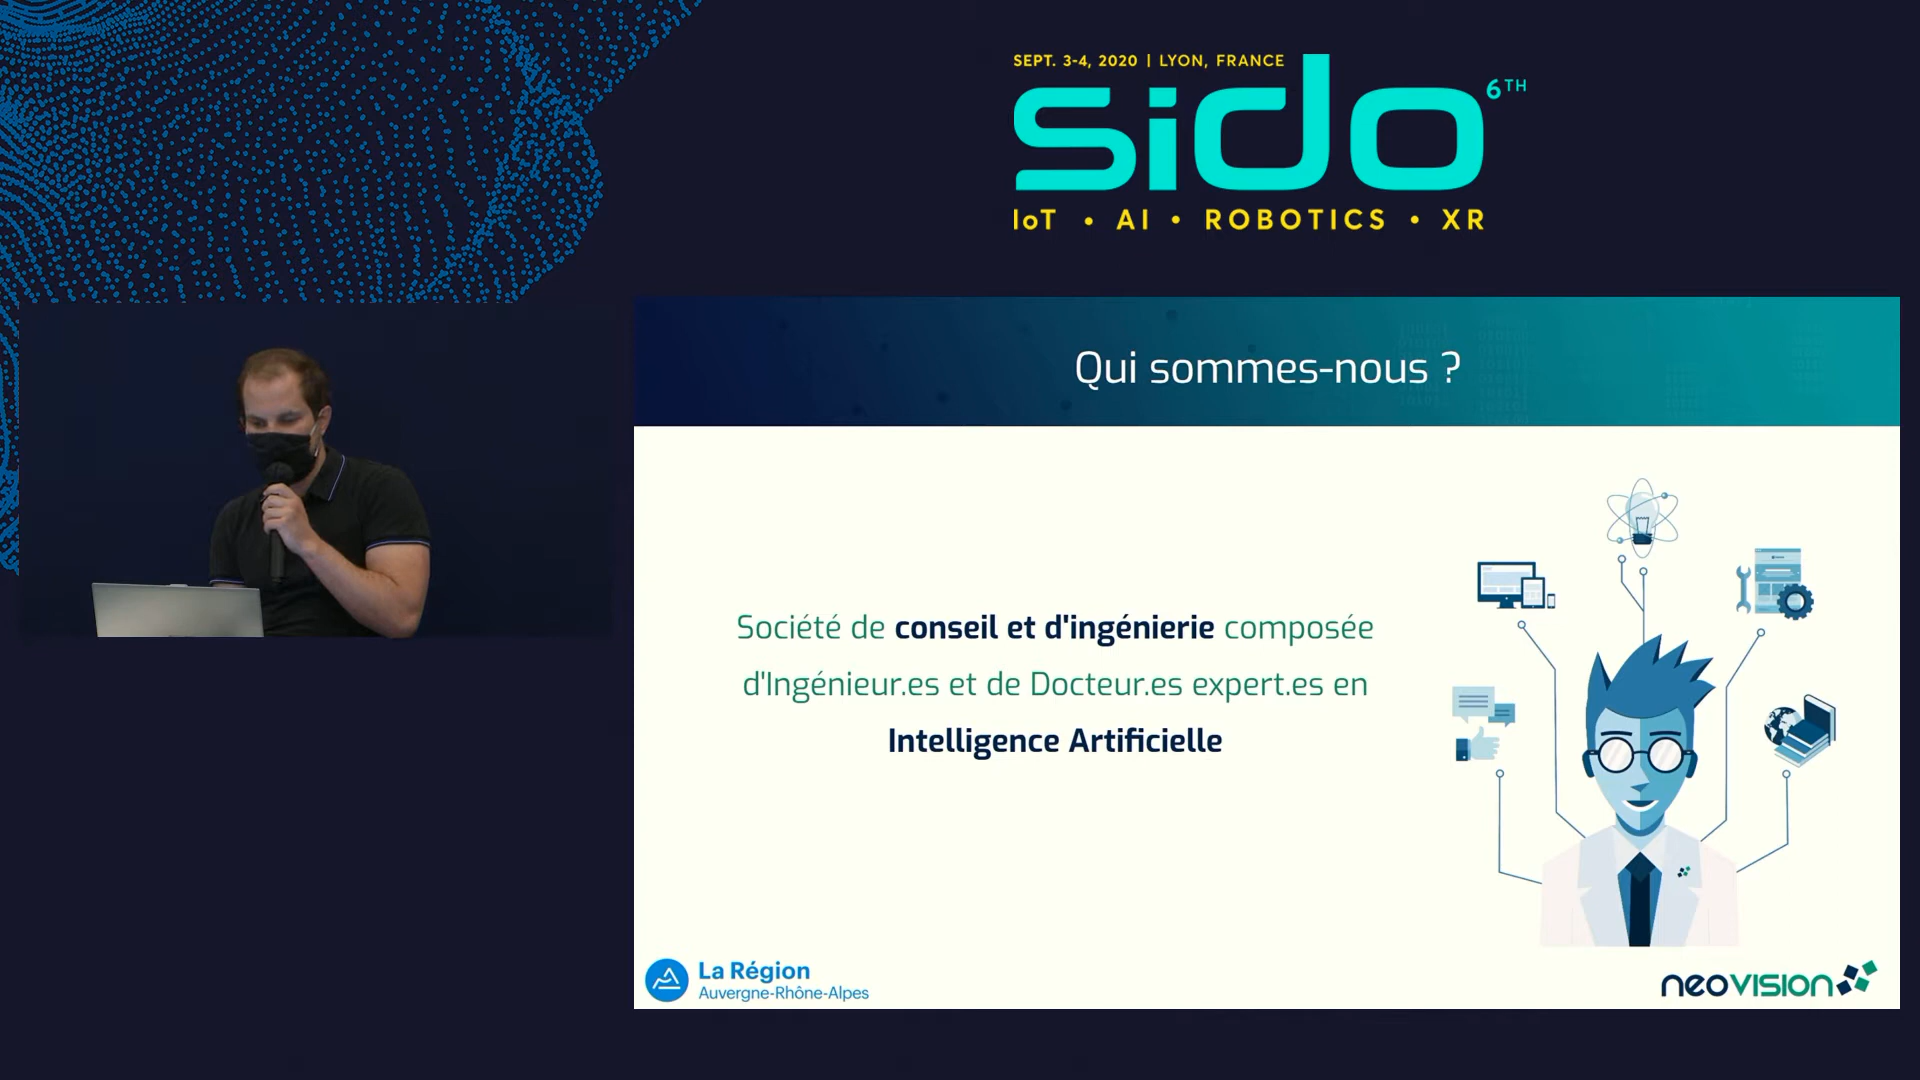 SEPT. 3-4, 2020 | LYON, FRANCE
sido 6TH
IoT • AI • ROBOTICS • XR
Qui sommes-nous ?
Société de conseil et d'ingénierie composée
d'Ingénieur.es et de Docteur.es expert.es en
Intelligence Artificielle
La Région
Auvergne-Rhône-Alpes
neovision